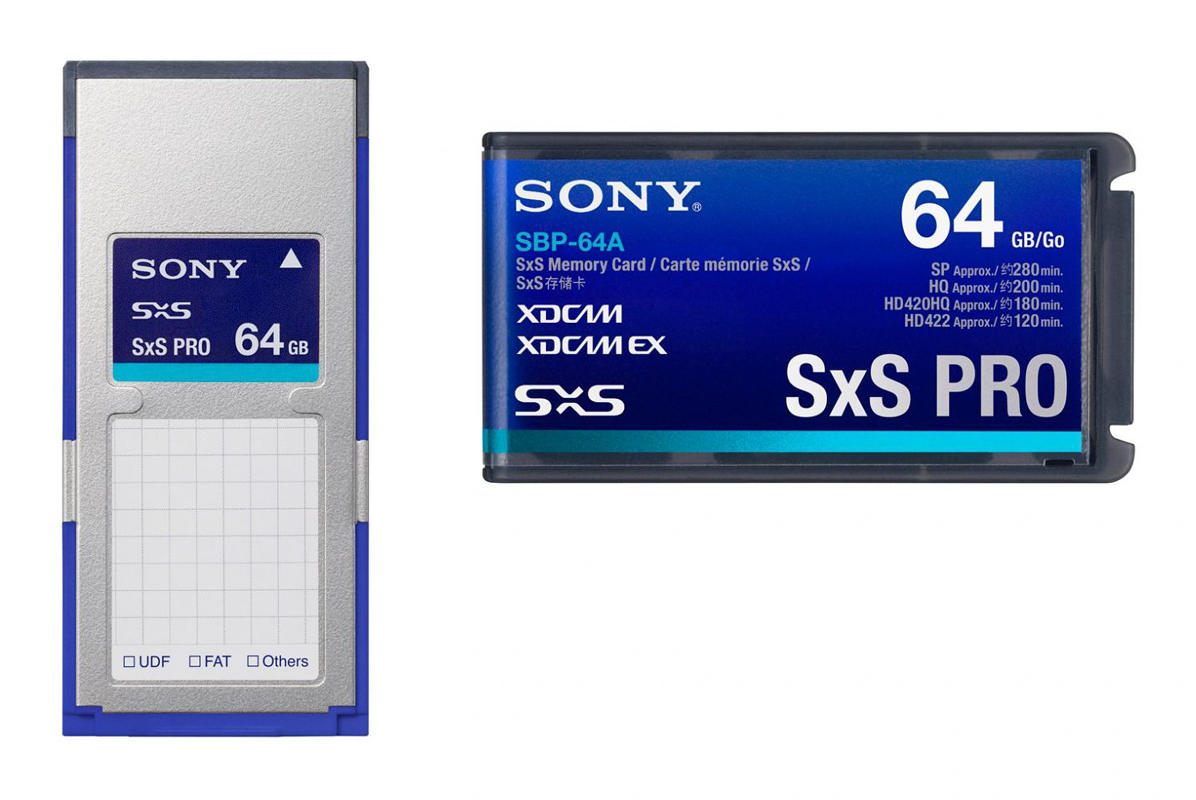 SONY
SxS
SxS PRO 64 GB
☐ UDF ☐ FAT ☐ Others
SONY®
64 GB/Go
SBP-64A
SxS Memory Card / Carte mémorie SxS /
SxS存储卡
SP Approx./约280min.
HQ Approx./约200min.
HD420HQ Approx./约180min.
HD422 Approx./约120min.
XDCAM
XDCAM EX
SxS
SxS PRO